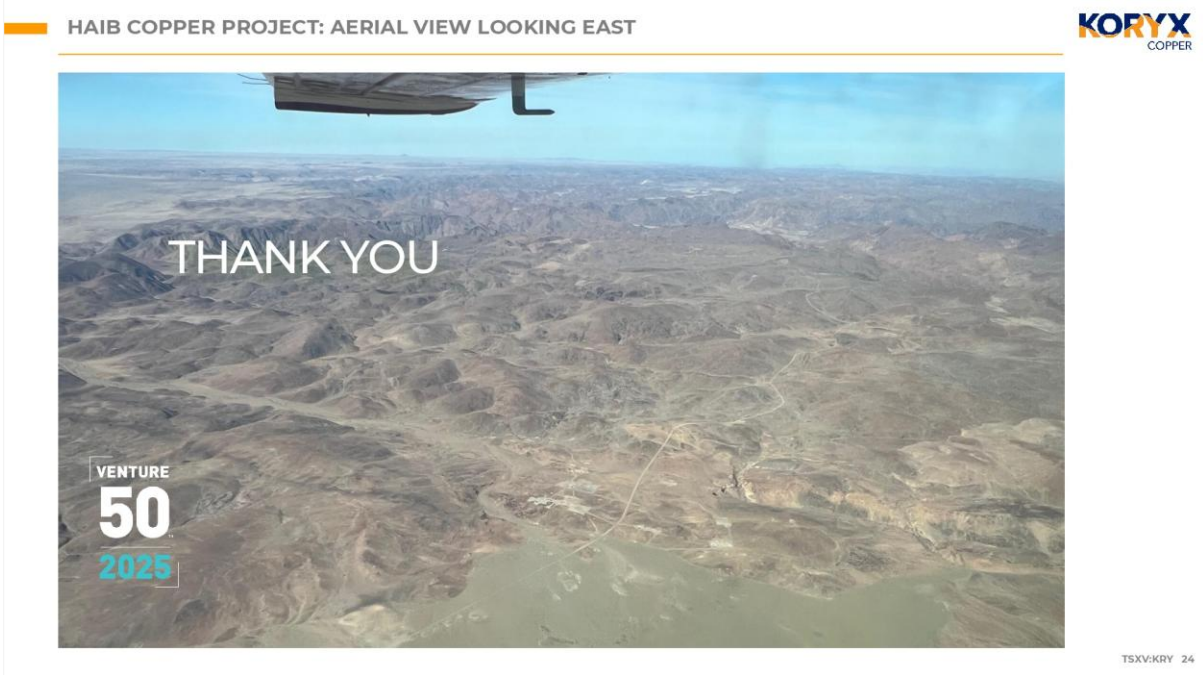 HAIB COPPER PROJECT: AERIAL VIEW LOOKING EAST
KORYX
COPPER
THANK YOU
VENTURE
50
2025
TSXV:KRY 24